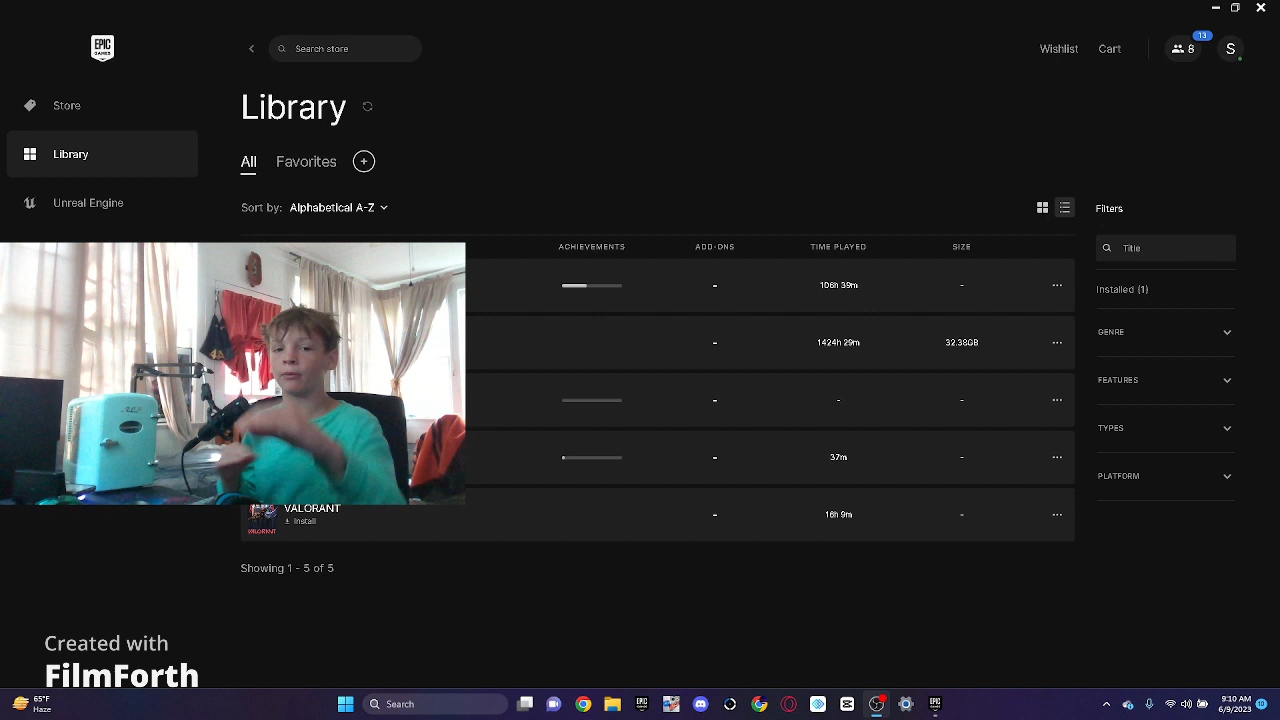 EPIC
GAMES
Search store
Wishlist
Cart
8
13
S
Store
Library
Unreal Engine
Library
All
Favorites
Sort by: Alphabetical A-Z
Filters
ACHIEVEMENTS ADD-ONS TIME PLAYED SIZE
- 106h 39m -
- 1424h 29m 32.38GB
- - -
- 37m -
VALORANT
Install
VALORANT
- 16h 9m -
Title
Installed (1)
GENRE
FEATURES
TYPES
PLATFORM
Showing 1 - 5 of 5
Created with
FilmForth
65°F
Haze
Search
9:10 AM
6/9/2023